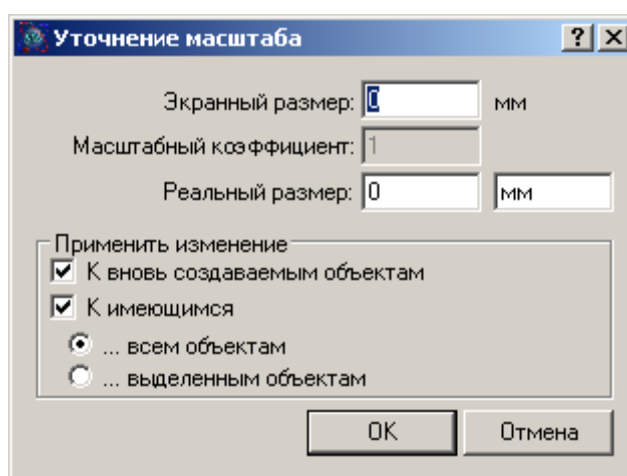 Уточнение масштаба
Экранный размер: 0 мм
Масштабный коэффициент: 1
Реальный размер: 0 мм
Применить изменение
К вновь создаваемым объектам
К имеющимся
... всем объектам
... выделенным объектам
OK Отмена